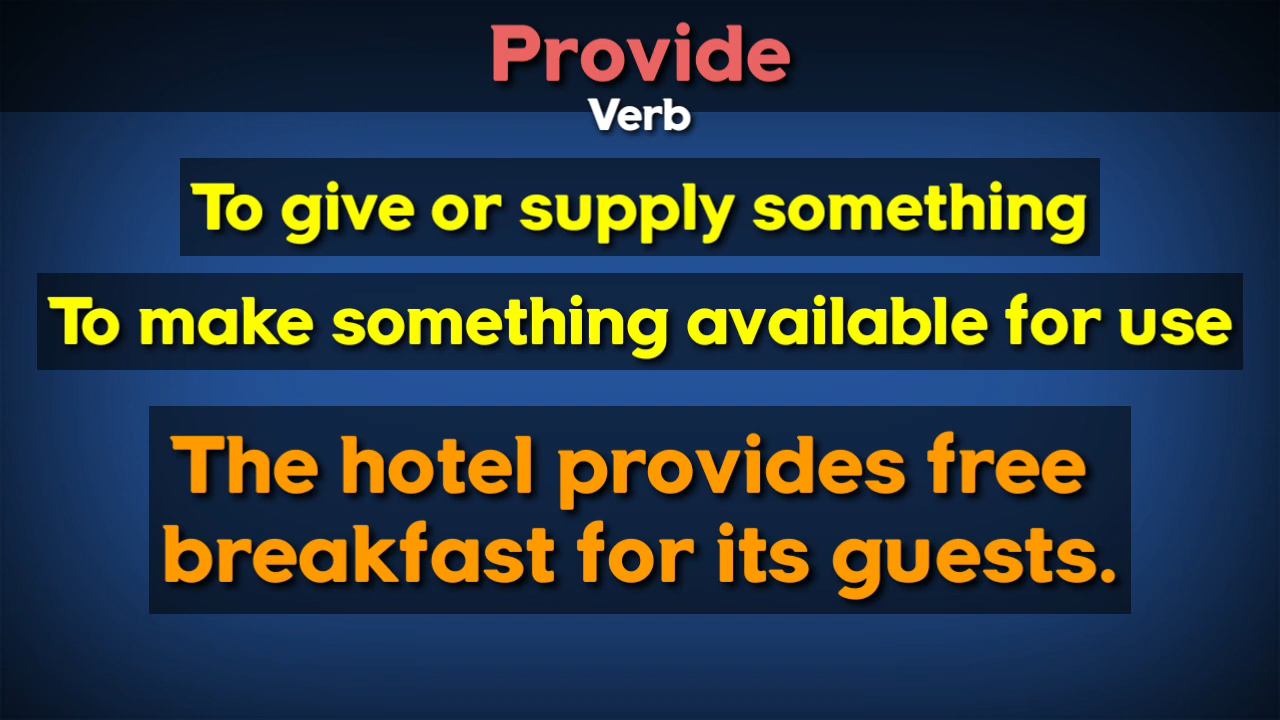 Provide
Verb
To give or supply something
To make something available for use
The hotel provides free
breakfast for its guests.